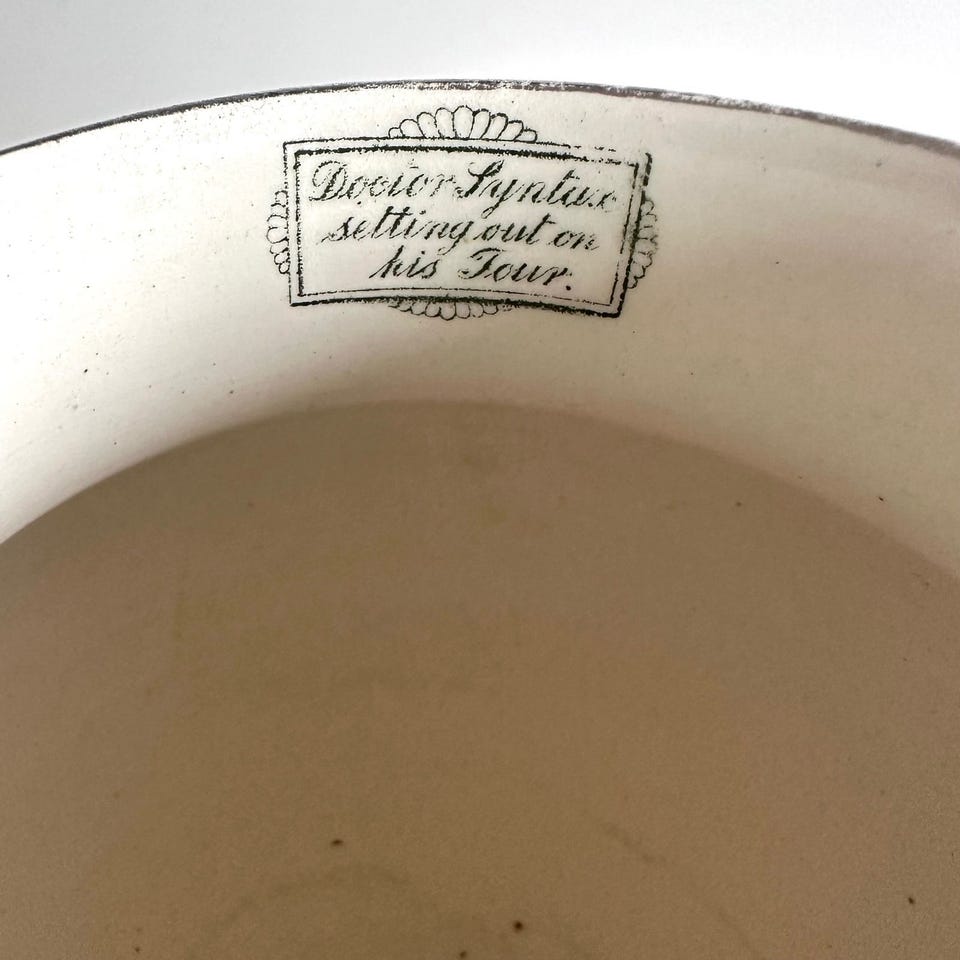 Doctor Syntax
setting out on
his Tour.